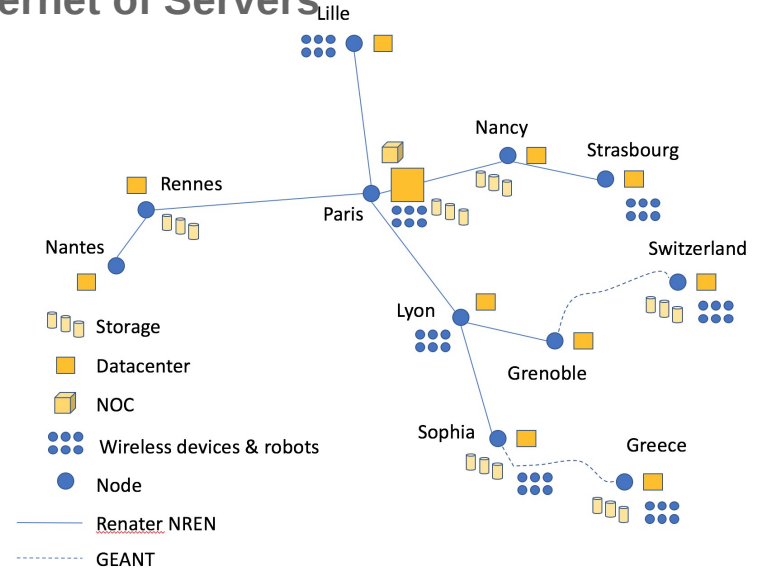 ernet of Servers
Lille
Nancy
Strasbourg
Rennes
Paris
Nantes
Switzerland
Lyon
Storage
Datacenter
Grenoble
NOC
Sophia
Wireless devices & robots
Greece
Node
Renater NREN
GEANT